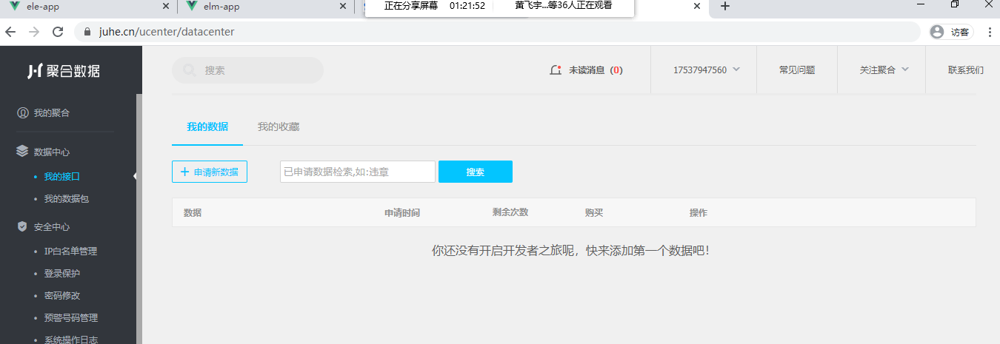 ele-app
elm-app
正在分享屏幕 01:21:52 黄飞宇...等36人正在观看
juhe.cn/ucenter/datacenter
访客
聚合数据
搜索
未读消息 (0)
17537947560
常见问题
关注聚合
联系我们
我的聚合
数据中心
我的接口
我的数据包
安全中心
IP白名单管理
登录保护
密码修改
预警号码管理
系统操作日志
我的数据 我的收藏
申请新数据 已申请数据检索,如:违章 搜索
数据 申请时间 剩余次数 购买 操作
你还没有开启开发者之旅呢，快来添加第一个数据吧！